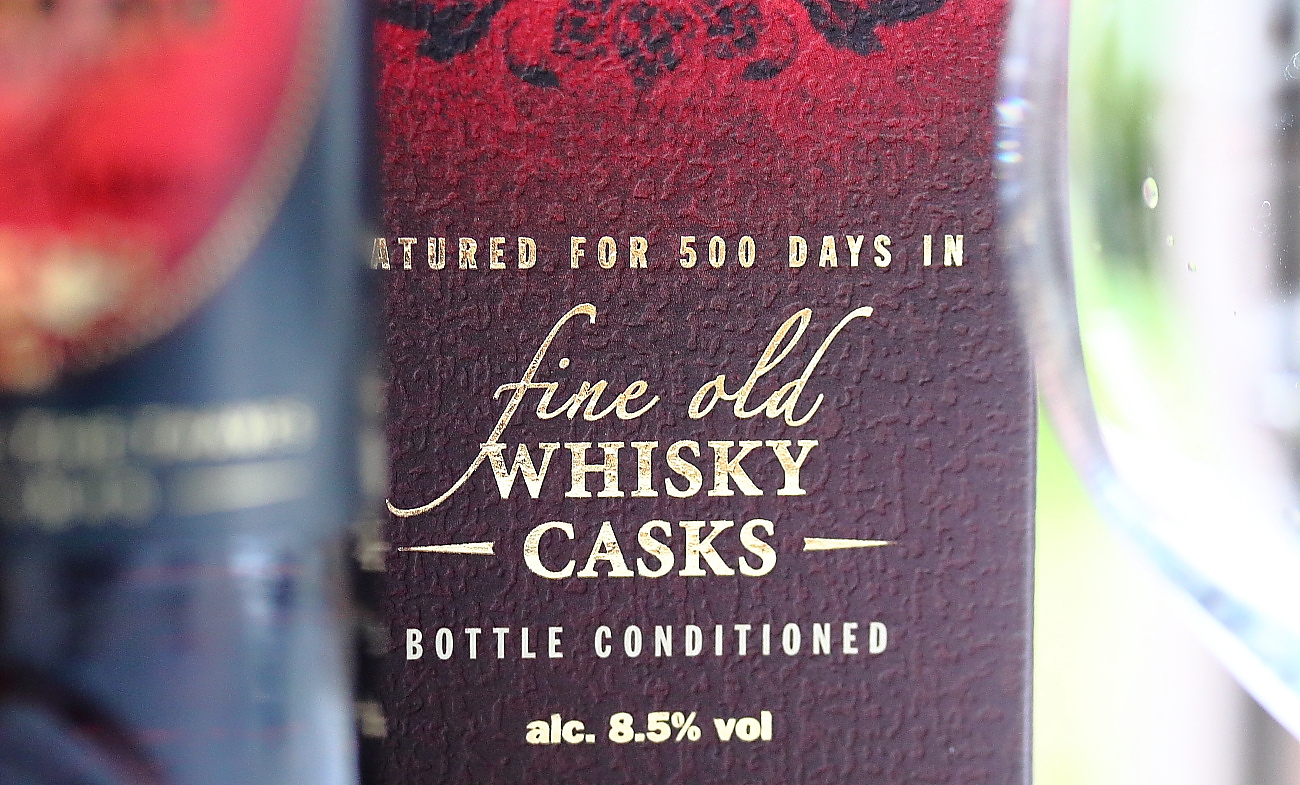 ATURED FOR 500 DAYS IN
fine old
WHISKY
CASKS
BOTTLE CONDITIONED
alc. 8.5% vol